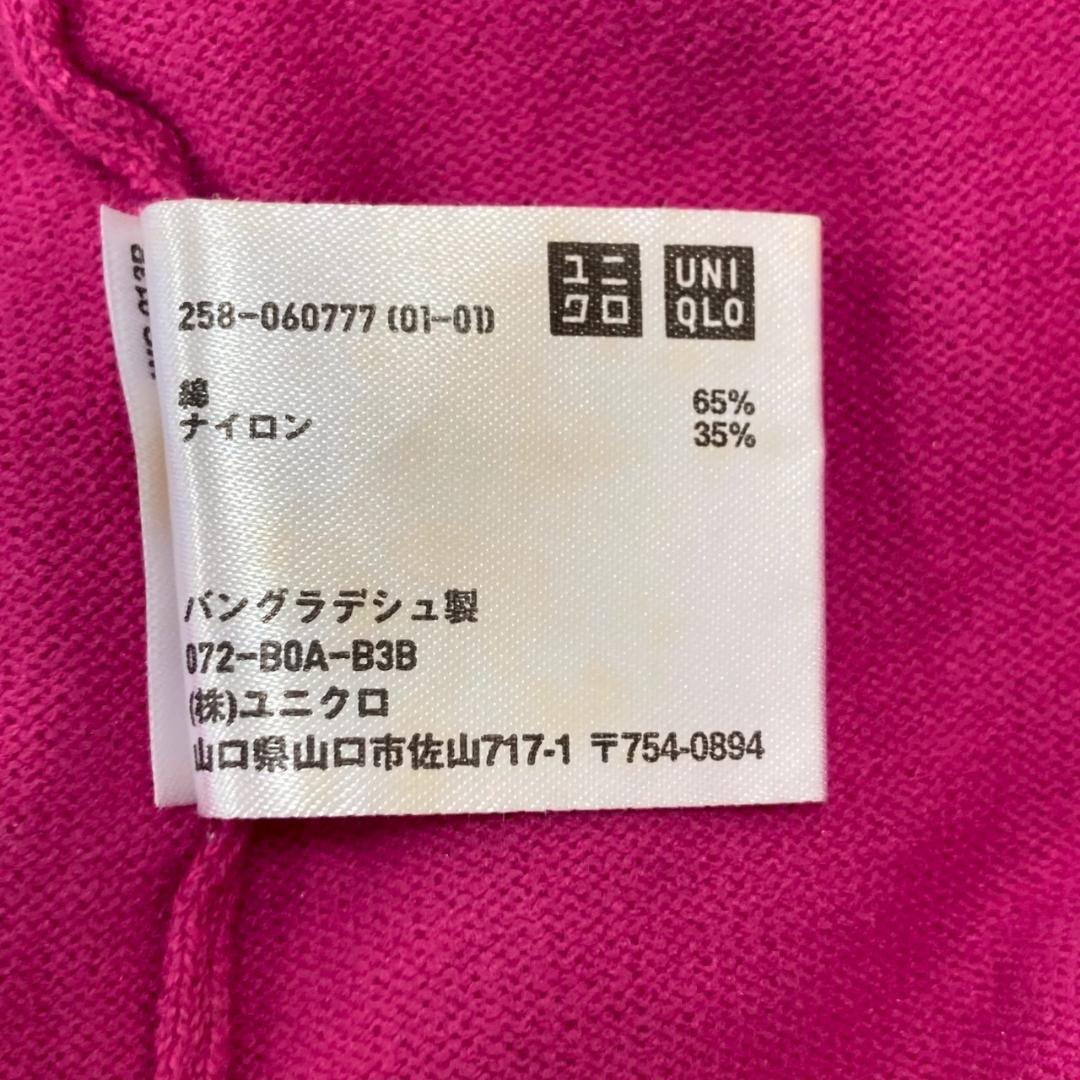 ユニ
クロ
UNI
QLO
258-060777 (01-01)
綿 65%
ナイロン 35%
バングラデシュ製
072-B0A-B3B
(株)ユニクロ
山口県山口市佐山717-1 〒754-0894